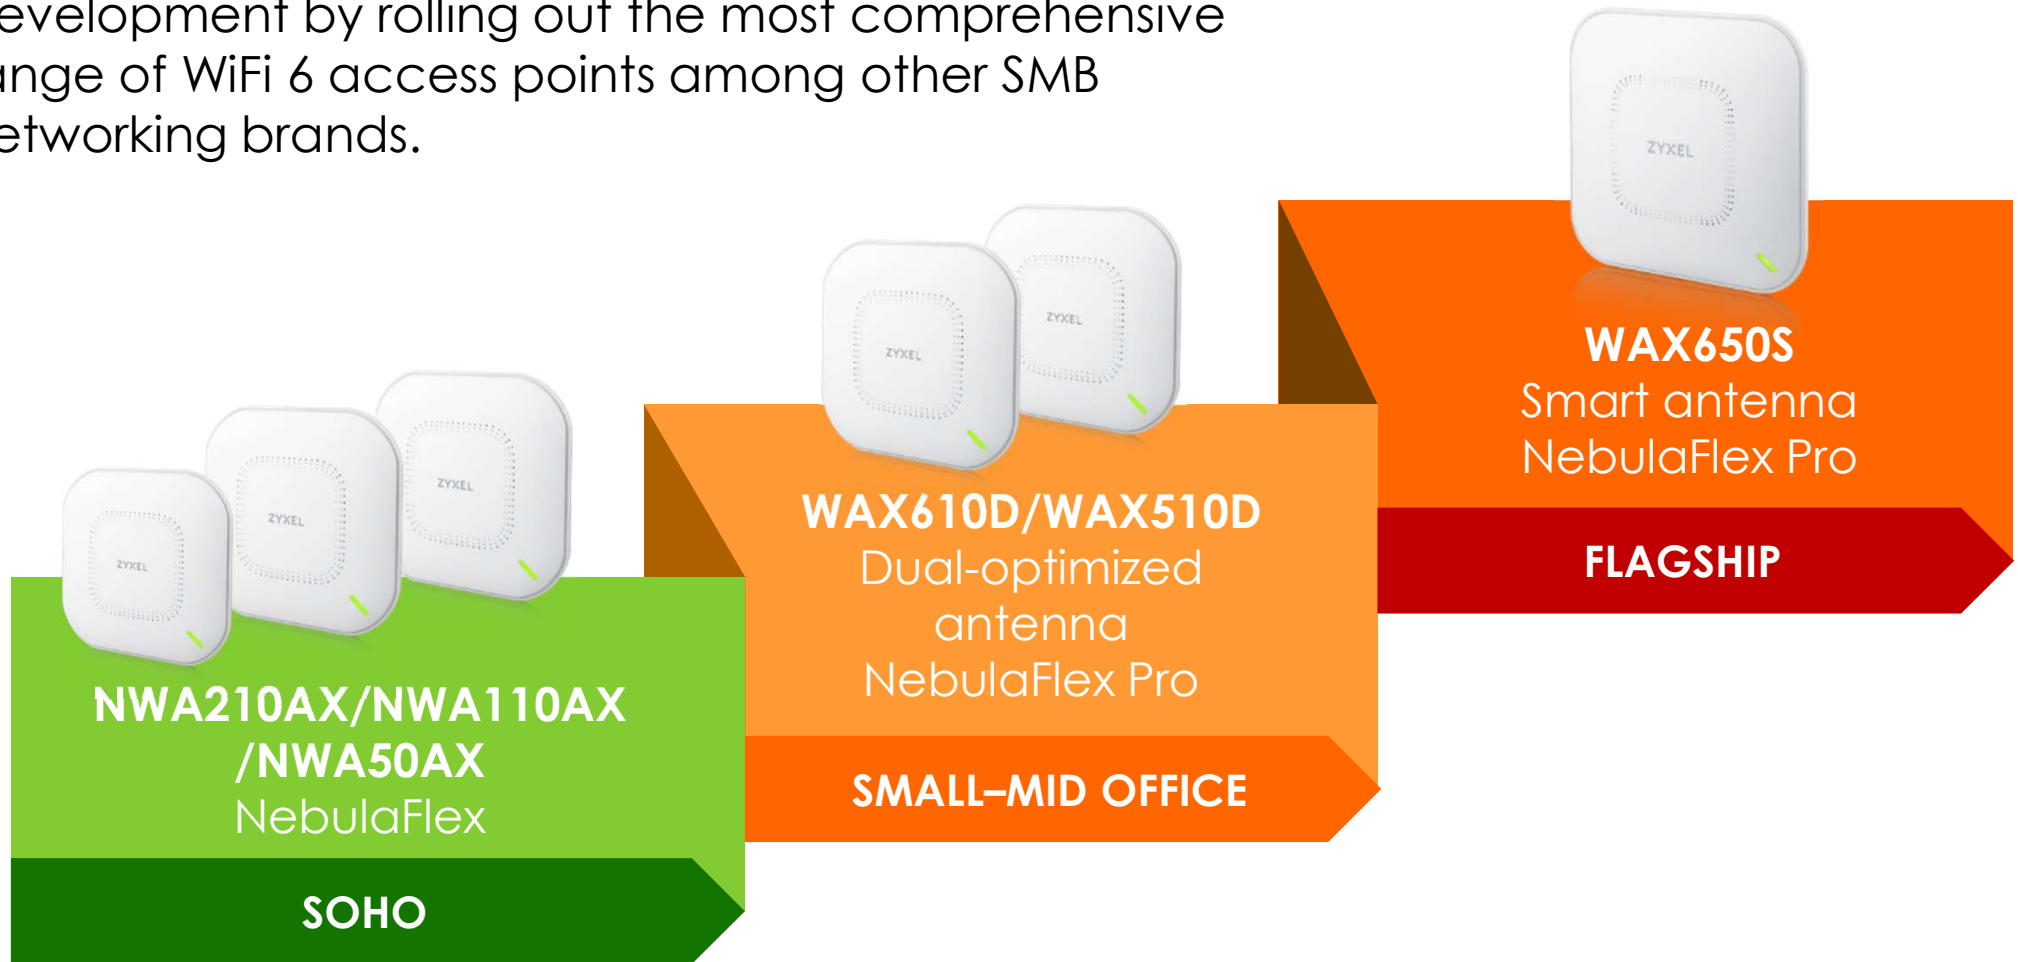 evelopment by rolling out the most comprehensive
ange of WiFi 6 access points among other SMB
etworking brands.
ZYXEL
WAX650S
Smart antenna
NebulaFlex Pro
FLAGSHIP
ZYXEL
ZYXEL
WAX610D/WAX510D
Dual-optimized
antenna
NebulaFlex Pro
SMALL–MID OFFICE
ZYXEL
ZYXEL
ZYXEL
NWA210AX/NWA110AX
/NWA50AX
NebulaFlex
SOHO